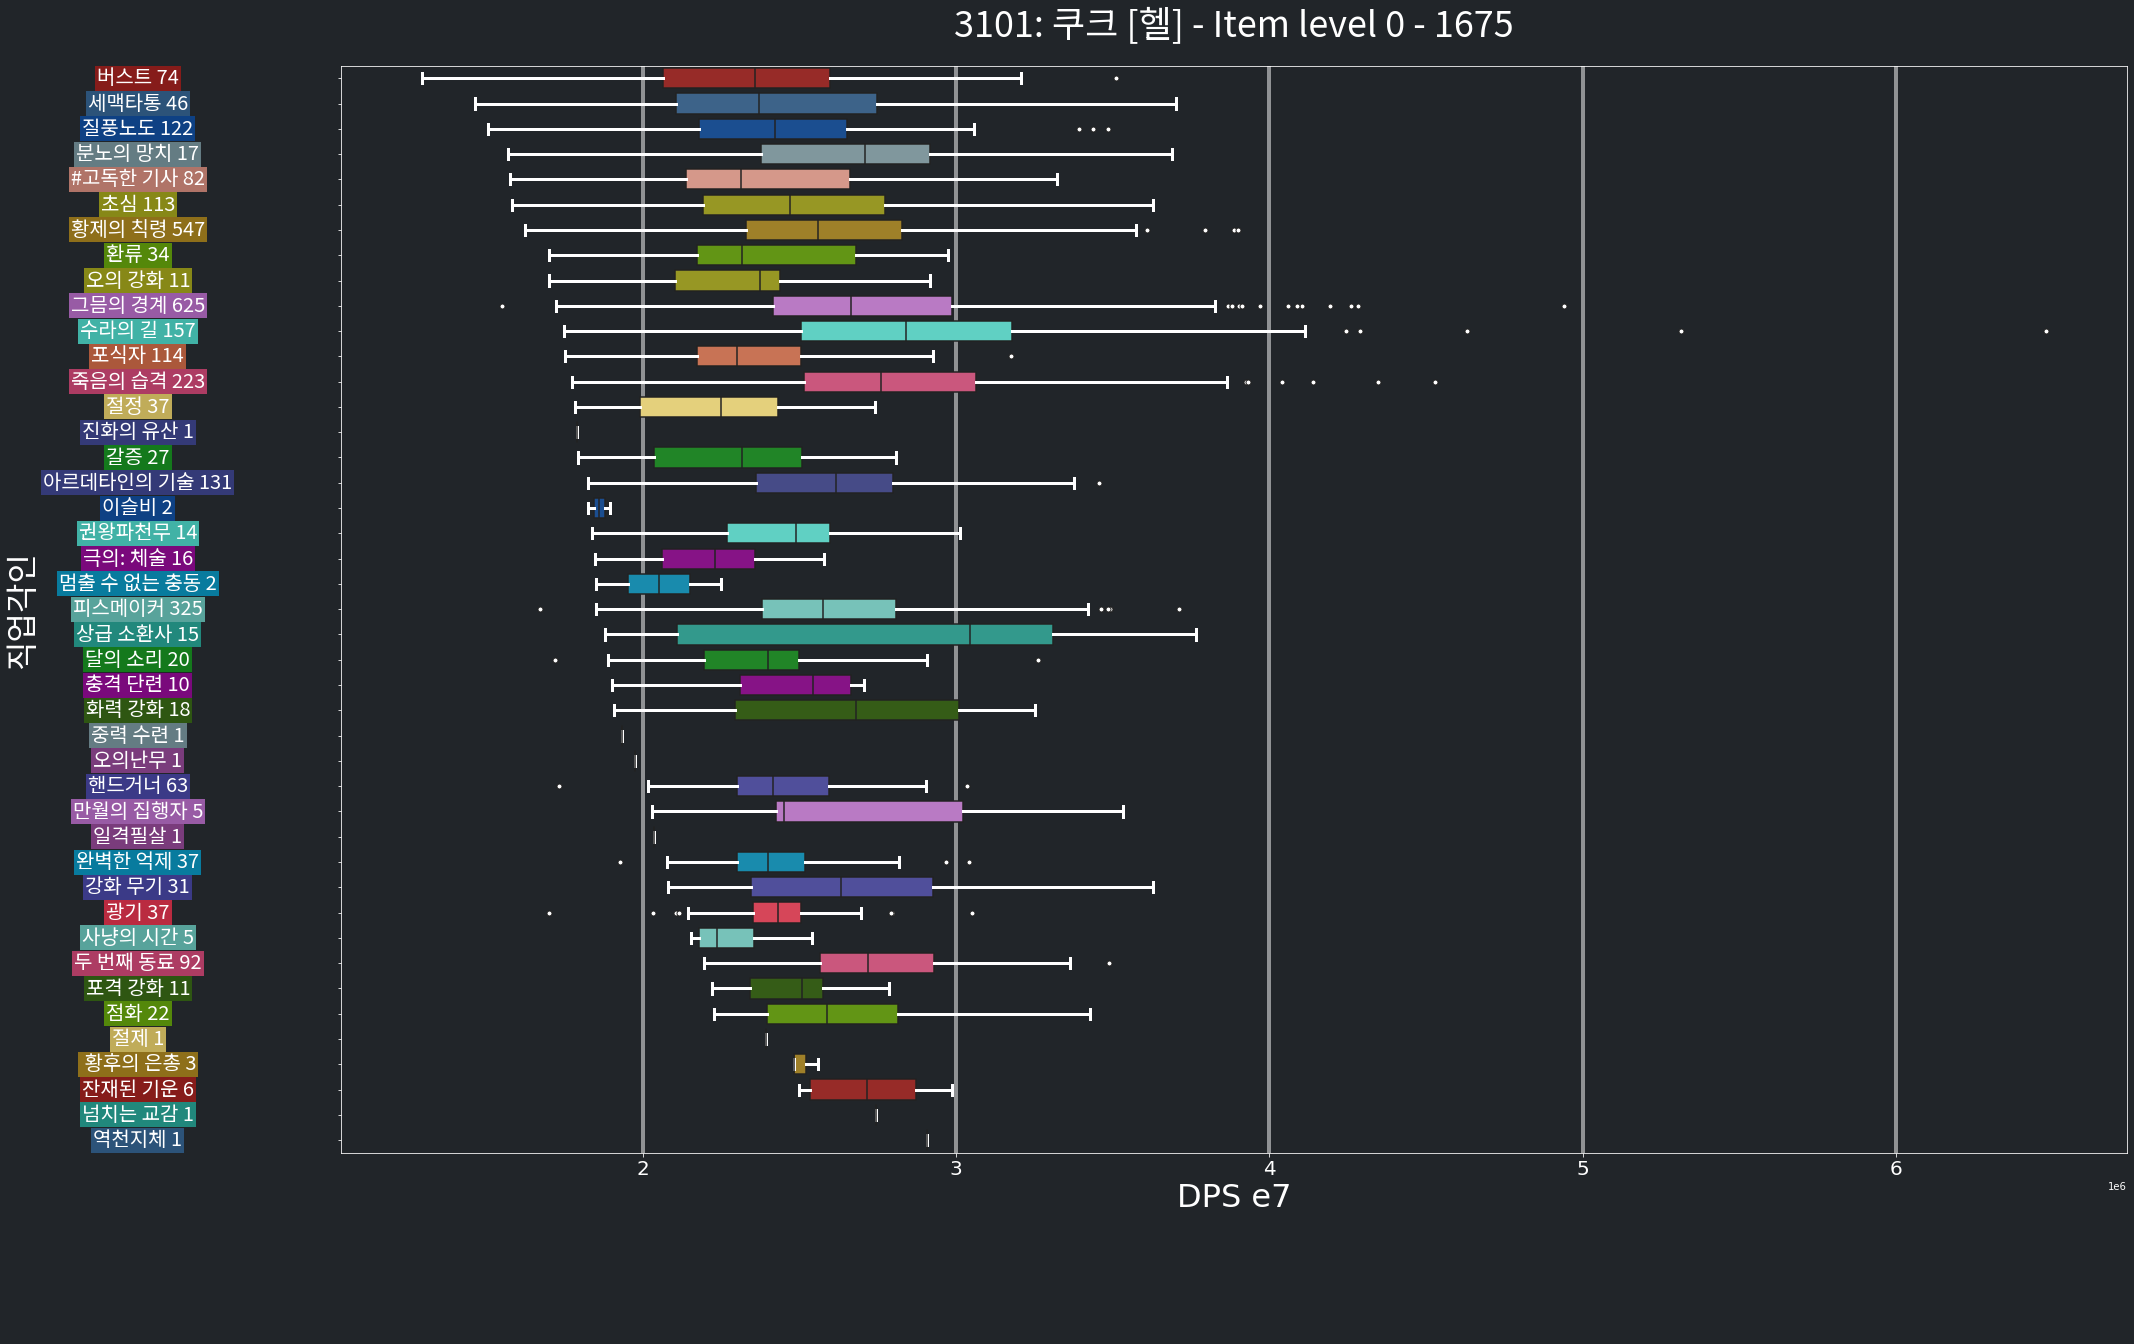 3101: 쿠크 [헬] - Item level 0 - 1675
버스트 74
세맥타통 46
질풍노도 122
분노의 망치 17
#고독한 기사 82
초심 113
황제의 칙령 547
환류 34
오의 강화 11
그믐의 경계 625
수라의 길 157
포식자 114
죽음의 습격 223
절정 37
진화의 유산 1
갈증 27
아르데타인의 기술 131
이슬비 2
권왕파천무 14
극의: 체술 16
멈출 수 없는 충동 2
피스메이커 325
상급 소환사 15
달의 소리 20
충격 단련 10
화력 강화 18
중력 수련 1
오의난무 1
핸드거너 63
만월의 집행자 5
일격필살 1
완벽한 억제 37
강화 무기 31
광기 37
사냥의 시간 5
두 번째 동료 92
포격 강화 11
점화 22
절제 1
황후의 은총 3
잔재된 기운 6
넘치는 교감 1
역천지체 1
직업각인
2 3 4 5 6
DPS e7
1e6